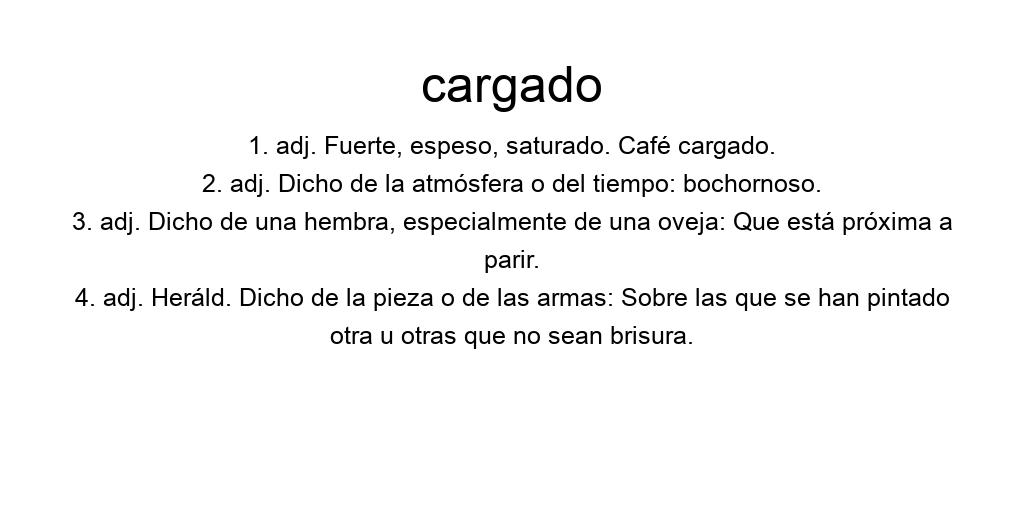 cargado
1. adj. Fuerte, espeso, saturado. Café cargado.
2. adj. Dicho de la atmósfera o del tiempo: bochornoso.
3. adj. Dicho de una hembra, especialmente de una oveja: Que está próxima a
parir.
4. adj. Heráld. Dicho de la pieza o de las armas: Sobre las que se han pintado
otra u otras que no sean brisura.